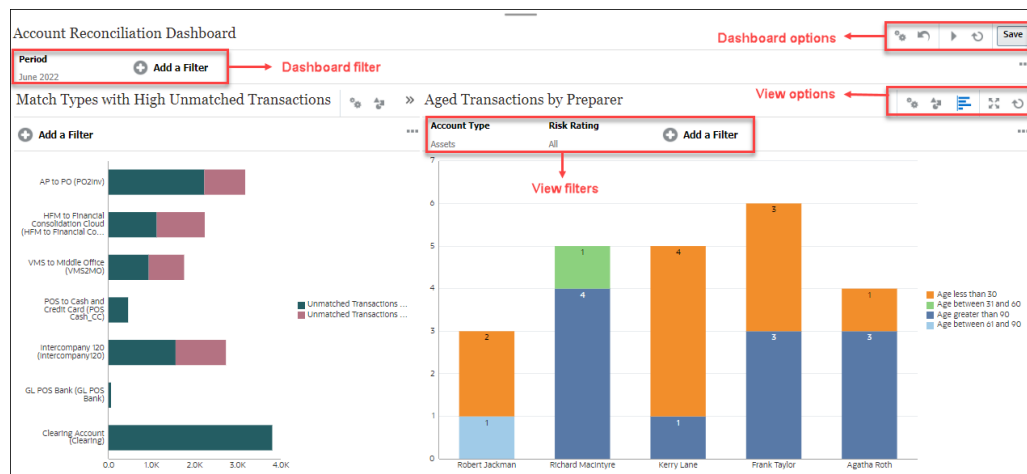 Account Reconciliation Dashboard
Dashboard options
Save
Period
June 2022
Add a Filter
Dashboard filter
View options
Match Types with High Unmatched Transactions
Aged Transactions by Preparer
Add a Filter
Account Type
Assets
Risk Rating
All
Add a Filter
View filters
AP to PO (PO2Inv)
HFM to Financial
Consolidation Cloud
(HFM to Financial Co...
VMS to Middle Office
(VMS2MO)
POS to Cash and
Credit Card (POS
Cash_CC)
Intercompany 120
(Intercompany120)
GL POS Bank (GL POS
Bank)
Clearing Account
(Clearing)
0.0 1.0K 2.0K 3.0K 4.0K
Unmatched Transactions ...
Unmatched Transactions ...
7
6
5
4
3
2
1
0
2
1
1
4
4
1
3
3
1
3
Robert Jackman
Richard MacIntyre
Kerry Lane
Frank Taylor
Agatha Roth
Age less than 30
Age between 31 and 60
Age greater than 90
Age between 61 and 90